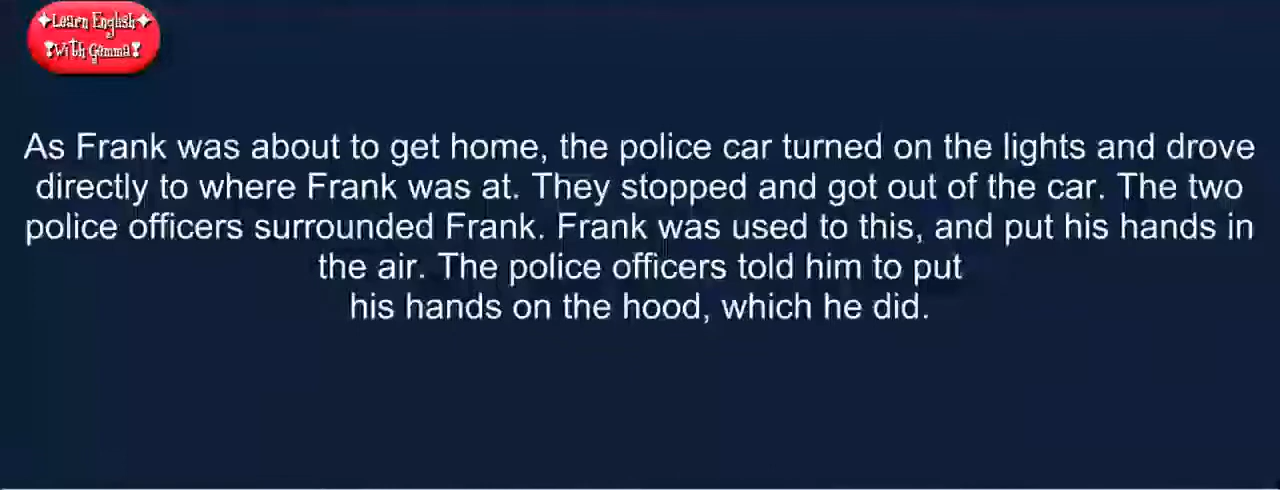 ✦Learn English✦
❣With Gamma❣
As Frank was about to get home, the police car turned on the lights and drove
directly to where Frank was at. They stopped and got out of the car. The two
police officers surrounded Frank. Frank was used to this, and put his hands in
the air. The police officers told him to put
his hands on the hood, which he did.